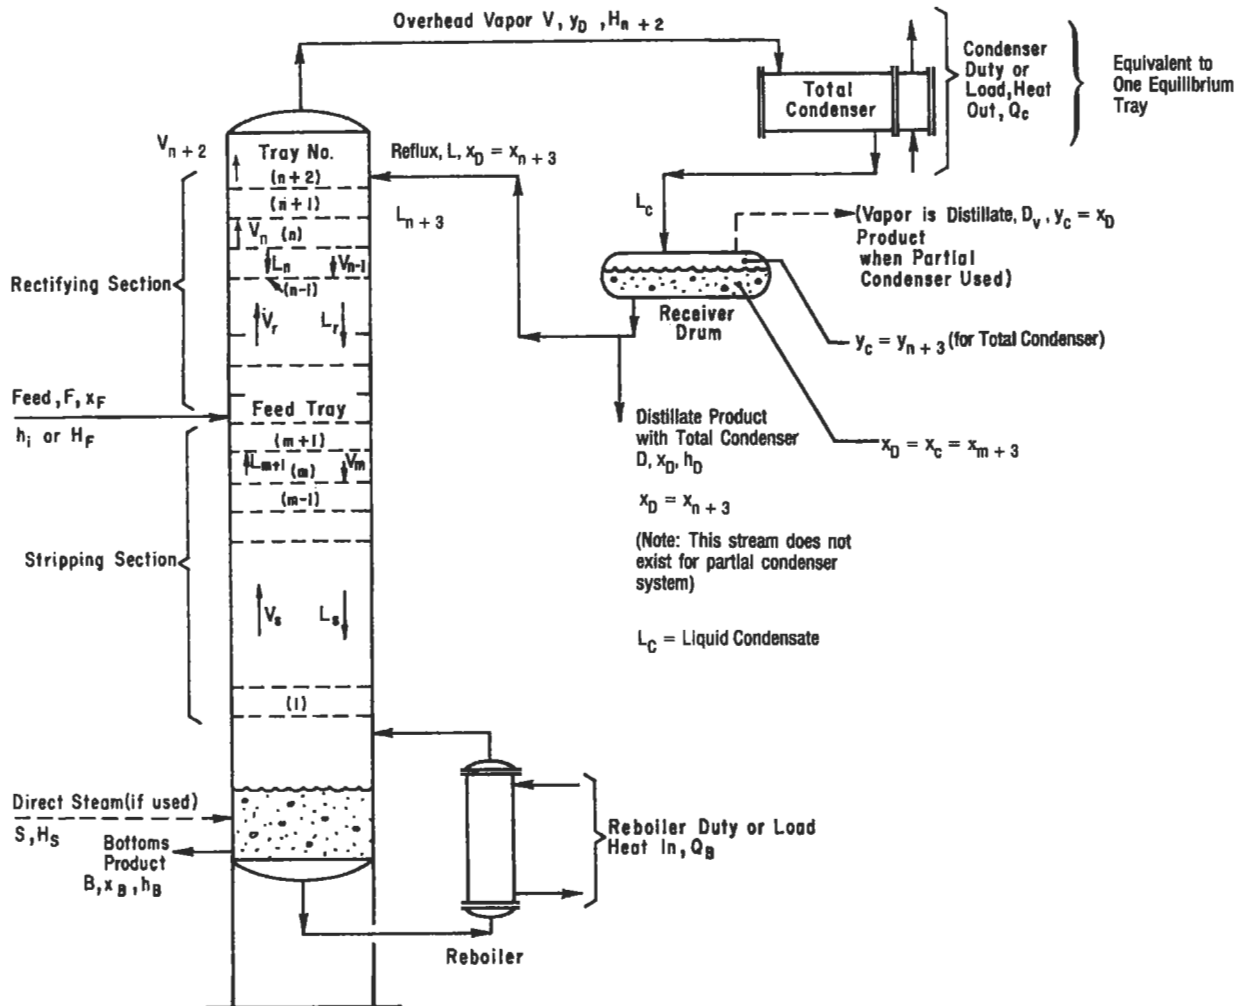 Overhead Vapor V, y_D, H_n + 2
Total
Condenser
Condenser
Duty or
Load, Heat
Out, Q_c
Equivalent to
One Equilibrium
Tray
V_n + 2
Tray No.
(n + 2)
(n + 1)
V_n (n)
L_n V_n-1
(n-1)
V_r L_r
Rectifying Section
Reflux, L, x_D = x_n + 3
L_n + 3
L_c
(Vapor is Distillate, D_v, y_c = x_D
Product
when Partial
Condenser Used)
Receiver
Drum
y_c = y_n + 3 (for Total Condenser)
x_D = x_c = x_m + 3
Feed, F, x_F
h_i or H_F
Feed Tray
(m + 1)
L_m+1 (m) V_m
(m-1)
Stripping Section
V_s L_s
(1)
Distillate Product
with Total Condenser
D, x_D, h_D
x_D = x_n + 3
(Note: This stream does not
exist for partial condenser
system)
L_C = Liquid Condensate
Direct Steam (if used)
S, H_S
Bottoms
Product
B, x_B, h_B
Reboiler Duty or Load
Heat In, Q_B
Reboiler